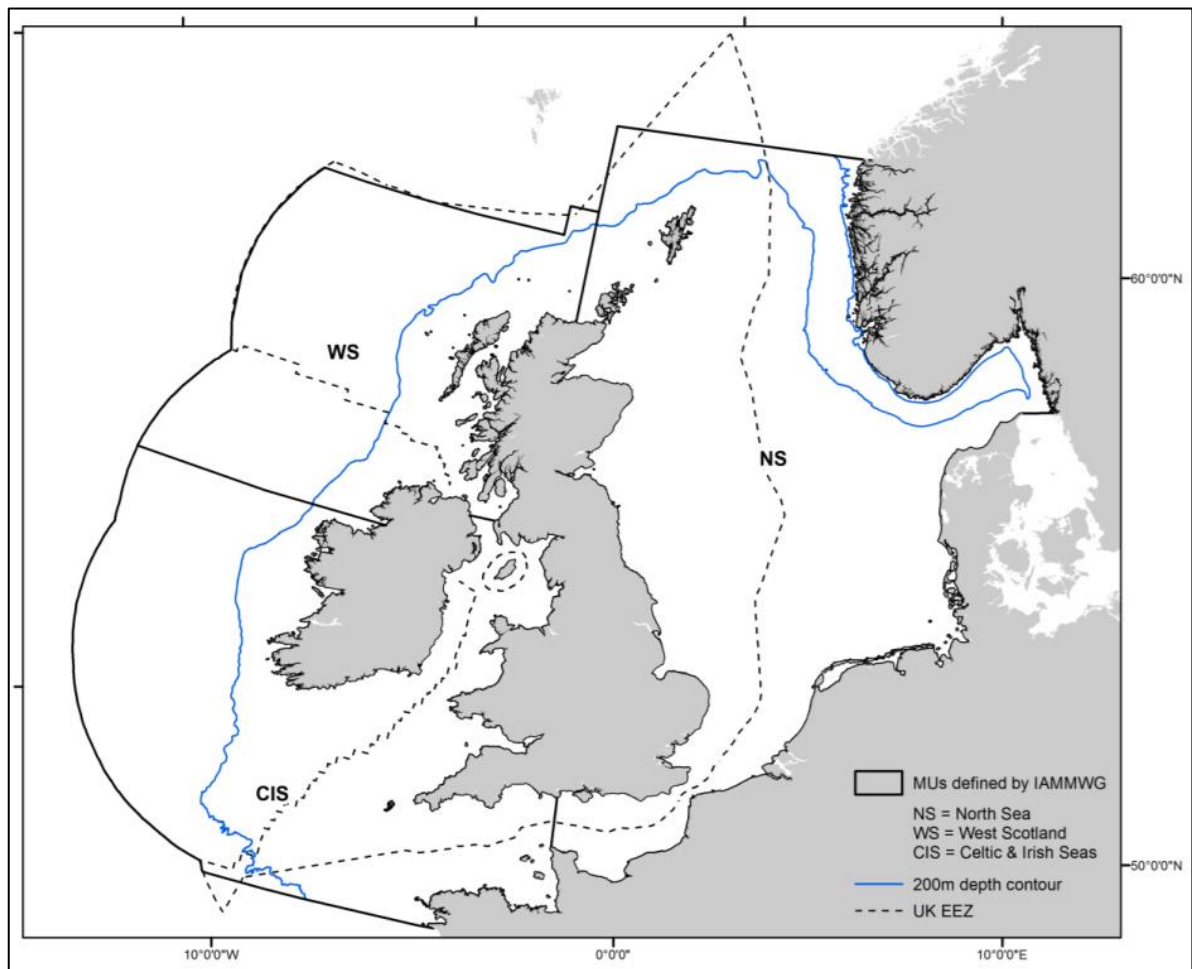 WS
NS
CIS
60°0'0"N
50°0'0"N
MUs defined by IAMMWG
NS = North Sea
WS = West Scotland
CIS = Celtic & Irish Seas
200m depth contour
UK EEZ
10°0'0"W
0°0'0"
10°0'0"E